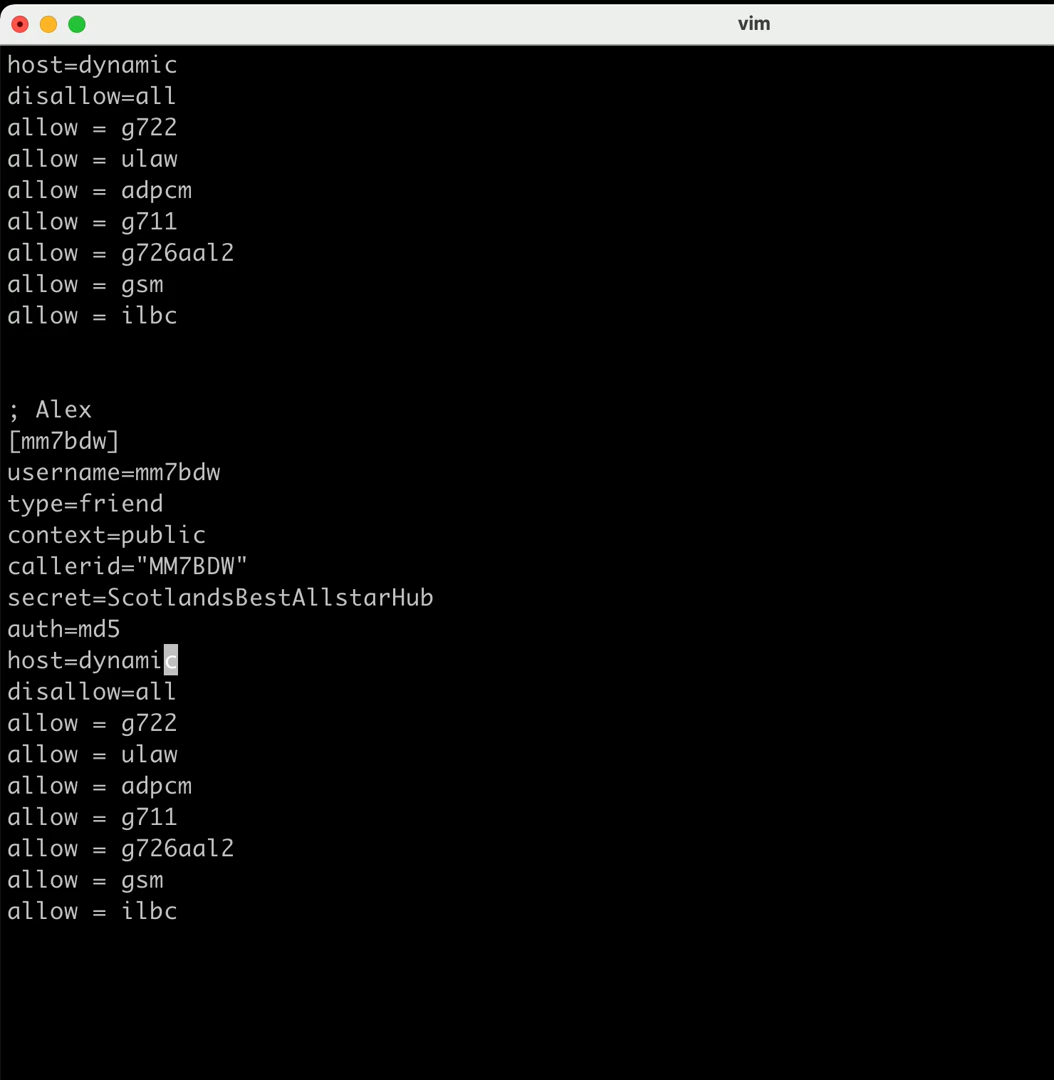 vim
host=dynamic
disallow=all
allow = g722
allow = ulaw
allow = adpcm
allow = g711
allow = g726aal2
allow = gsm
allow = ilbc
; Alex
[mm7bdw]
username=mm7bdw
type=friend
context=public
callerid="MM7BDW"
secret=ScotlandsBestAllstarHub
auth=md5
host=dynamic
disallow=all
allow = g722
allow = ulaw
allow = adpcm
allow = g711
allow = g726aal2
allow = gsm
allow = ilbc